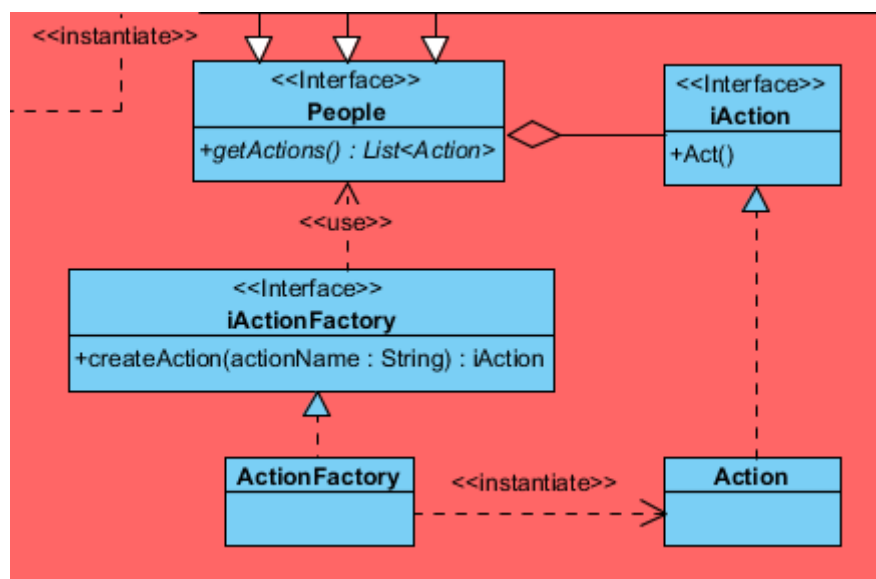 <<instantiate>>
<<Interface>>
People
+getActions() : List<Action>
<<Interface>>
iAction
+Act()
<<use>>
<<Interface>>
iActionFactory
+createAction(actionName : String) : iAction
ActionFactory
<<instantiate>>
Action